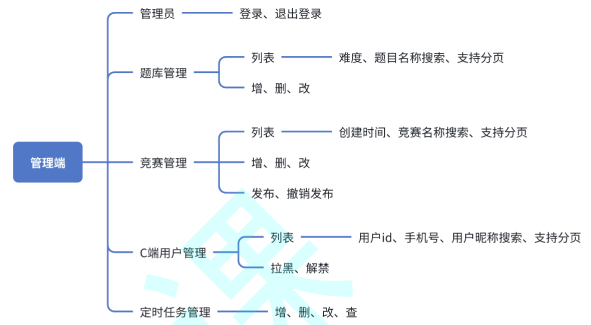 管理员
登录、退出登录
列表
难度、题目名称搜索、支持分页
题库管理
增、删、改
列表
创建时间、竞赛名称搜索、支持分页
管理端
竞赛管理
增、删、改
发布、撤销发布
列表
用户id、手机号、用户昵称搜索、支持分页
C端用户管理
拉黑、解禁
定时任务管理
增、删、改、查